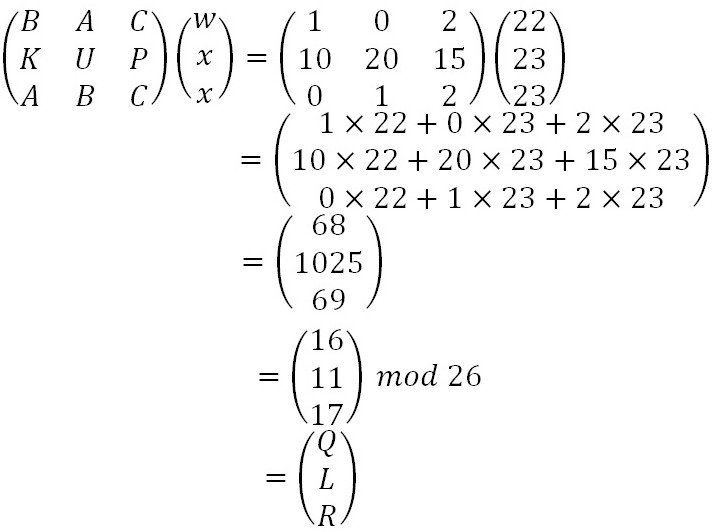 B A C w 1 0 2 22
K U P x = 10 20 15 23
A B C x 0 1 2 23
1 × 22 + 0 × 23 + 2 × 23
= 10 × 22 + 20 × 23 + 15 × 23
0 × 22 + 1 × 23 + 2 × 23
68
= 1025
69
16
= 11 mod 26
17
Q
= L
R